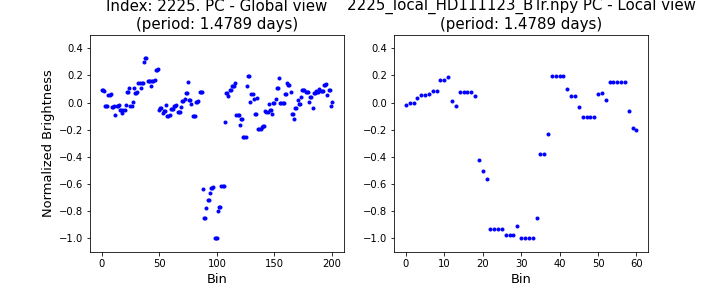 Index: 2225. PC - Global view
(period: 1.4789 days)
2225_local_HD111123_BTlr.npy PC - Local view
(period: 1.4789 days)
Normalized Brightness
0.4
0.2
0.0
−0.2
−0.4
−0.6
−0.8
−1.0
0 50 100 150 200
Bin
0.4
0.2
0.0
−0.2
−0.4
−0.6
−0.8
−1.0
0 10 20 30 40 50 60
Bin